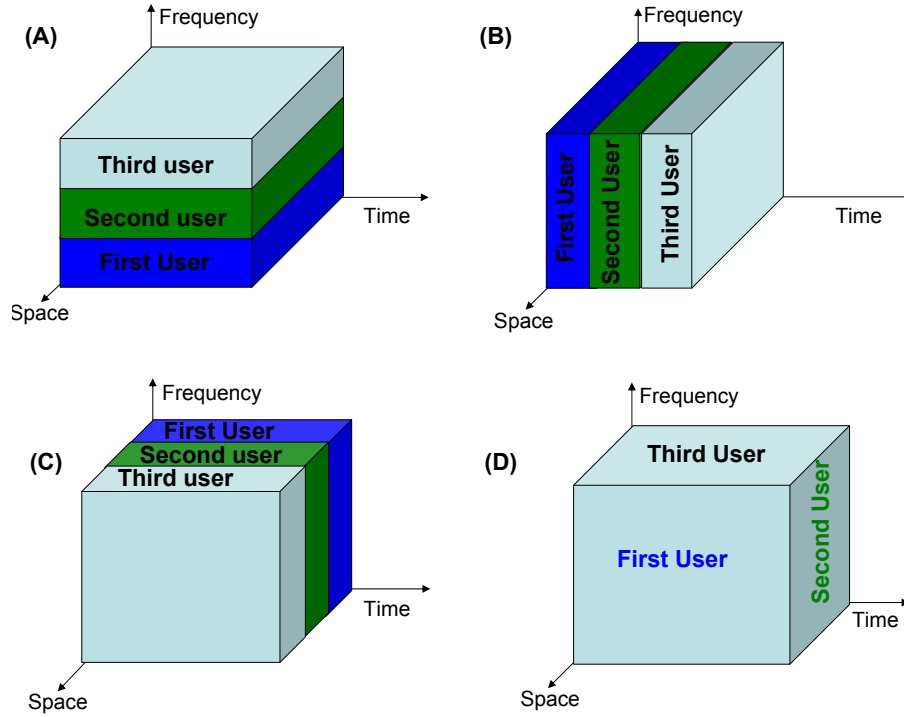 (A)
Frequency
Third user
Second user
First User
Time
Space
(B)
Frequency
First User
Second User
Third User
Time
Space
(C)
Frequency
First User
Second user
Third user
Time
Space
(D)
Frequency
Third User
First User
Second User
Time
Space